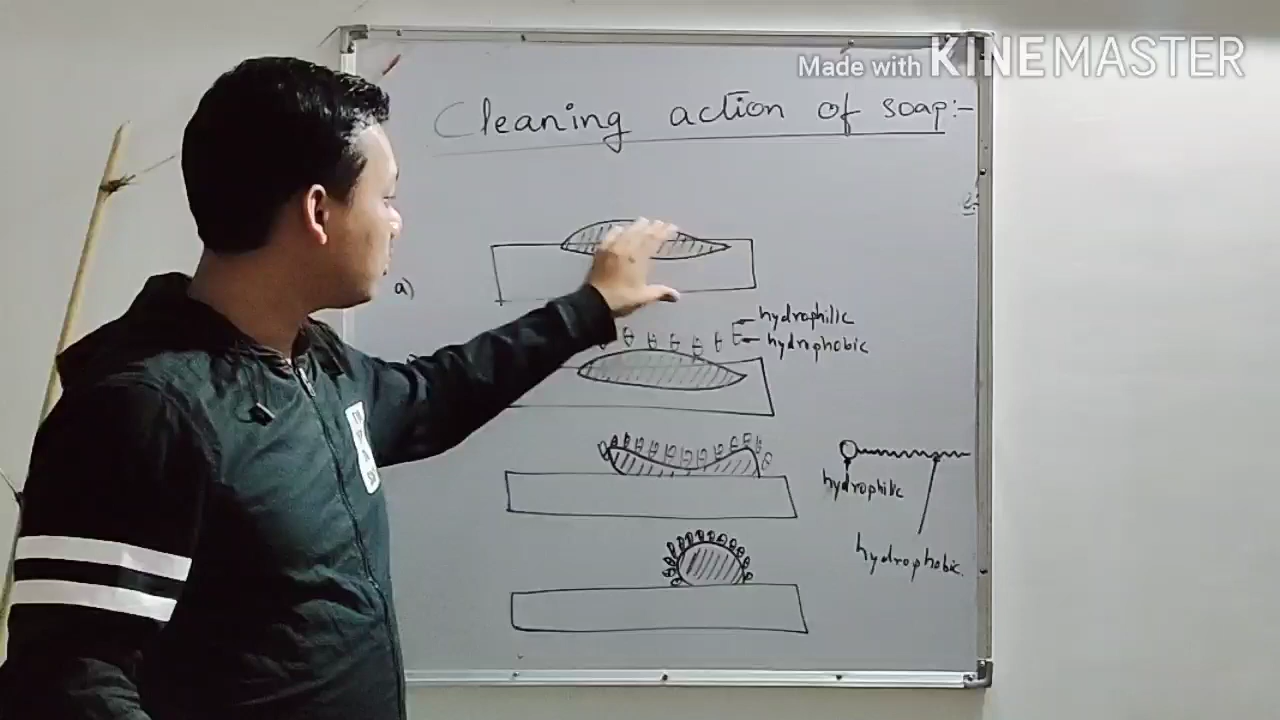 Made with KINEMASTER
Cleaning action of soap:-
a)
hydrophilic
hydrophobic
hydrophilic
hydrophobic.